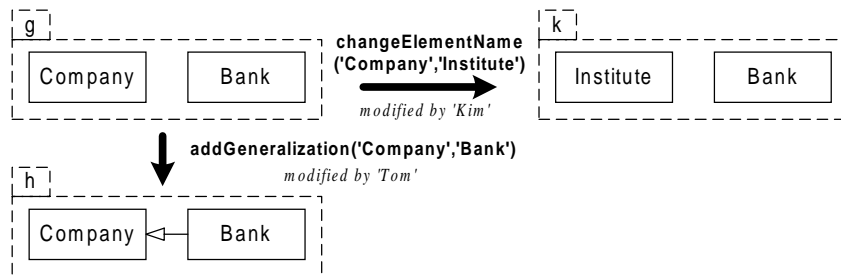 g
Company Bank
changeElementName
('Company','Institute')
modified by 'Kim'
k
Institute Bank
addGeneralization('Company','Bank')
modified by 'Tom'
h
Company Bank